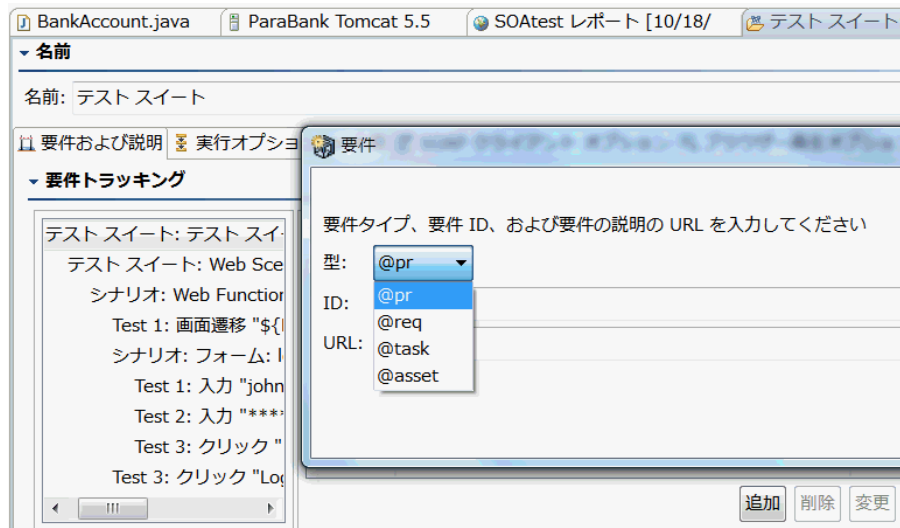 BankAccount.java
ParaBank Tomcat 5.5
SOAtest レポート [10/18/
テスト スイート
名前
名前: テスト スイート
要件および説明
実行オプショ
要件
要件トラッキング
テスト スイート: テスト スイ
テスト スイート: Web Sce
シナリオ: Web Function
Test 1: 画面遷移 "${
シナリオ: フォーム: l
Test 1: 入力 "john
Test 2: 入力 "****
Test 3: クリック "
Test 3: クリック "Log
要件タイプ、要件 ID、および要件の説明の URL を入力してください
型: @pr
@pr
@req
@task
@asset
ID:
URL:
追加 削除 変更